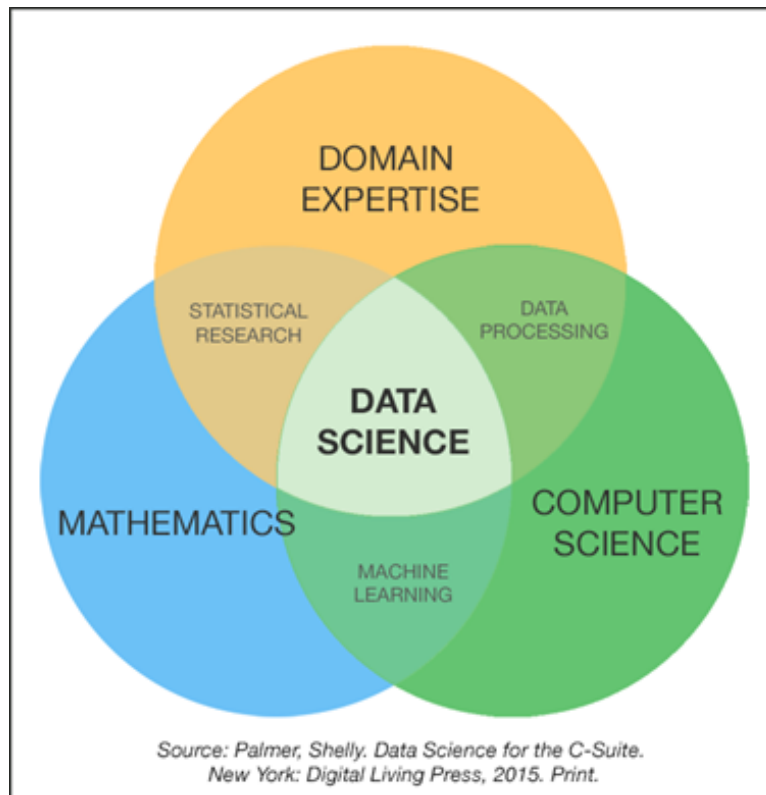 DOMAIN
EXPERTISE
STATISTICAL
RESEARCH
DATA
PROCESSING
DATA
SCIENCE
MATHEMATICS
COMPUTER
SCIENCE
MACHINE
LEARNING
Source: Palmer, Shelly. Data Science for the C-Suite.
New York: Digital Living Press, 2015. Print.